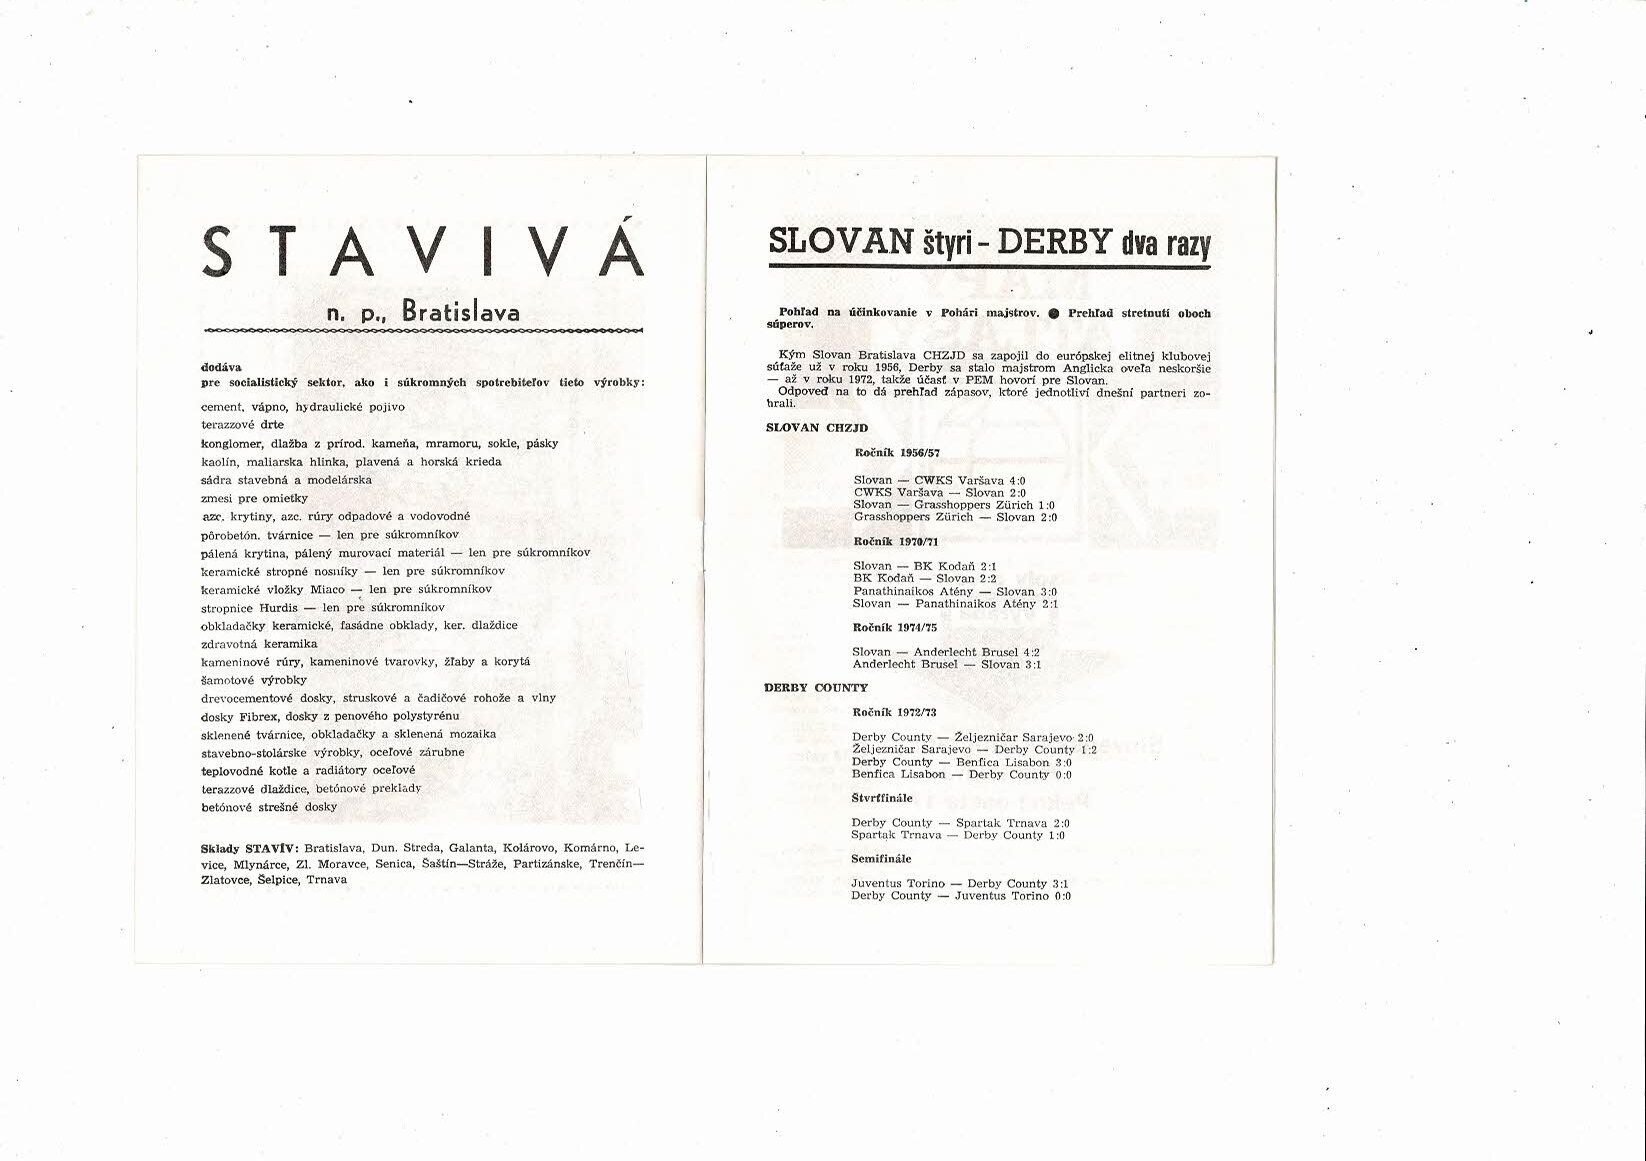 STAVIVÁ
n. p., Bratislava
dodáva
pre socialistický sektor, ako i súkromných spotrebiteľov tieto výrobky:
cement, vápno, hydraulické pojivo
terazzové drte
konglomer, dlažba z prírod. kameňa, mramoru, sokle, pásky
kaolín, maliarska hlinka, plavená a horská krieda
sádra stavebná a modelárska
zmesi pre omietky
azc. krytiny, azc. rúry odpadové a vodovodné
pôrobetón. tvárnice — len pre súkromníkov
pálená krytina, pálený murovací materiál — len pre súkromníkov
keramické stropné nosníky — len pre súkromníkov
keramické vložky Miaco — len pre súkromníkov
stropnice Hurdis — len pre súkromníkov
obkladačky keramické, fasádne obklady, ker. dlaždice
zdravotná keramika
kameninové rúry, kameninové tvarovky, žľaby a korytá
šamotové výrobky
drevocementové dosky, struskové a čadičové rohože a vlny
dosky Fibrex, dosky z penového polystyrénu
sklenené tvárnice, obkladačky a sklenená mozaika
stavebno-stolárske výrobky, oceľové zárubne
teplovodné kotle a radiátory oceľové
terazzové dlaždice, betónové preklady
betónové strešné dosky
Sklady STAVÍV: Bratislava, Dun. Streda, Galanta, Kolárovo, Komárno, Le-
vice, Mlynárce, Zl. Moravce, Senica, Šaštín—Stráže, Partizánske, Trenčín—
Zlatovce, Šelpice, Trnava
SLOVAN štyri - DERBY dva razy
Pohľad na účinkovanie v Pohári majstrov. ● Prehľad stretnutí oboch
súperov.
Kým Slovan Bratislava CHZJD sa zapojil do európskej elitnej klubovej
súťaže už v roku 1956, Derby sa stalo majstrom Anglicka oveľa neskoršie
— až v roku 1972, takže účasť v PEM hovorí pre Slovan.
Odpoveď na to dá prehľad zápasov, ktoré jednotliví dnešní partneri zo-
hrali.
SLOVAN CHZJD
Ročník 1956/57
Slovan — CWKS Varšava 4:0
CWKS Varšava — Slovan 2:0
Slovan — Grasshoppers Zürich 1:0
Grasshoppers Zürich — Slovan 2:0
Ročník 1970/71
Slovan — BK Kodaň 2:1
BK Kodaň — Slovan 2:2
Panathinaikos Atény — Slovan 3:0
Slovan — Panathinaikos Atény 2:1
Ročník 1974/75
Slovan — Anderlecht Brusel 4:2
Anderlecht Brusel — Slovan 3:1
DERBY COUNTY
Ročník 1972/73
Derby County — Željezničar Sarajevo 2:0
Željezničar Sarajevo — Derby County 1:2
Derby County — Benfica Lisabon 3:0
Benfica Lisabon — Derby County 0:0
Štvrťfinále
Derby County — Spartak Trnava 2:0
Spartak Trnava — Derby County 1:0
Semifinále
Juventus Torino — Derby County 3:1
Derby County — Juventus Torino 0:0